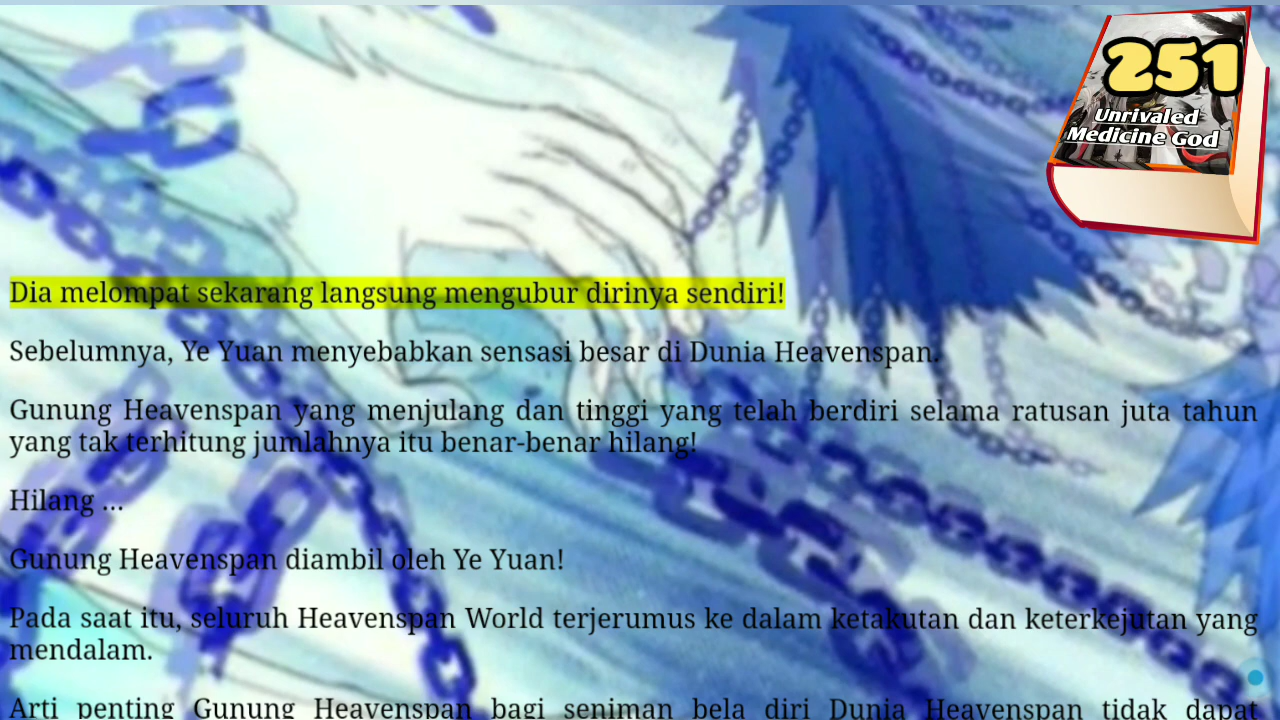 251
Unrivaled
Medicine God
Dia melompat sekarang langsung mengubur dirinya sendiri!
Sebelumnya, Ye Yuan menyebabkan sensasi besar di Dunia Heavenspan.
Gunung Heavenspan yang menjulang dan tinggi yang telah berdiri selama ratusan juta tahun
yang tak terhitung jumlahnya itu benar-benar hilang!
Hilang ...
Gunung Heavenspan diambil oleh Ye Yuan!
Pada saat itu, seluruh Heavenspan World terjerumus ke dalam ketakutan dan keterkejutan yang
mendalam.
Arti penting Gunung Heavenspan bagi seniman bela diri Dunia Heavenspan tidak dapat